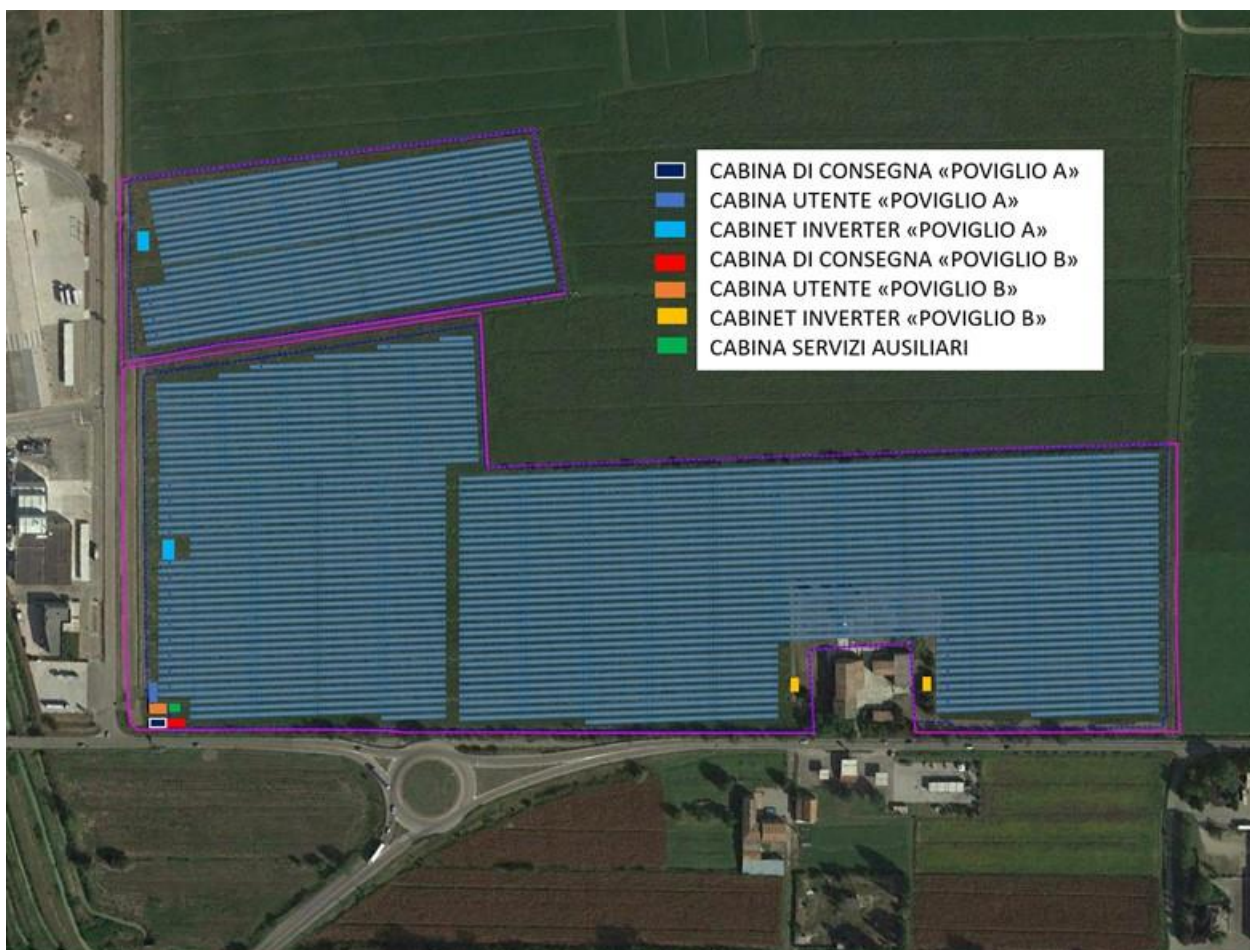 CABINA DI CONSEGNA «POVIGLIO A»
CABINA UTENTE «POVIGLIO A»
CABINET INVERTER «POVIGLIO A»
CABINA DI CONSEGNA «POVIGLIO B»
CABINA UTENTE «POVIGLIO B»
CABINET INVERTER «POVIGLIO B»
CABINA SERVIZI AUSILIARI